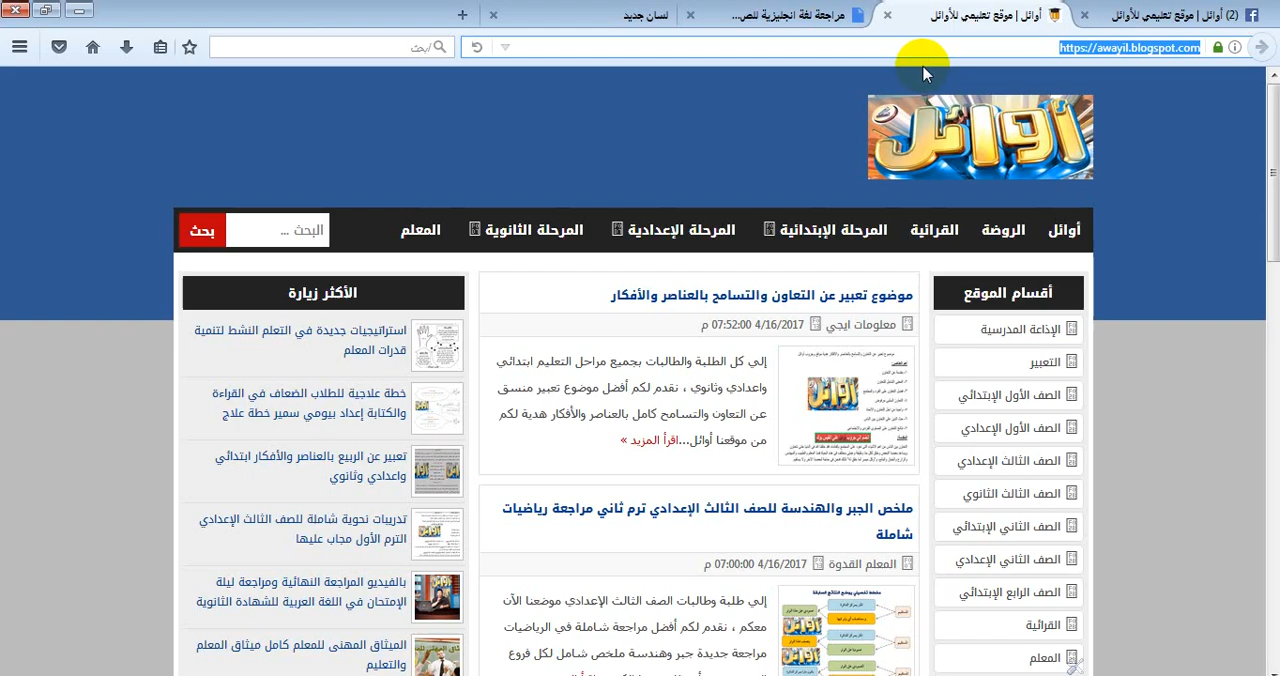 (2) أوائل | موقع تعليمي للأوائل
أوائل | موقع تعليمي للأوائل
مراجعة لغة انجليزية للص...
لسان جديد
https://awayil.blogspot.com
بحث
أوائل
أوائل
الروضة
القرائية
المرحلة الإبتدائية
المرحلة الإعدادية
المرحلة الثانوية
المعلم
البحث ...
بحث
أقسام الموقع
الإذاعة المدرسية
التعبير
الصف الأول الإبتدائي
الصف الأول الإعدادي
الصف الثالث الإعدادي
الصف الثالث الثانوي
الصف الثاني الإبتدائي
الصف الثاني الإعدادي
الصف الرابع الإبتدائي
القرائية
المعلم
موضوع تعبير عن التعاون والتسامح بالعناصر والأفكار
معلومات ايجي 4/16/2017 07:52:00 م
إلي كل الطلبة والطالبات بجميع مراحل التعليم ابتدائي
واعدادي وثانوي ، نقدم لكم أفضل موضوع تعبير منسق
عن التعاون والتسامح كامل بالعناصر والأفكار هدية لكم
من موقعنا أوائل...اقرأ المزيد »
ملخص الجبر والهندسة للصف الثالث الإعدادي ترم ثاني مراجعة رياضيات
شاملة
المعلم القدوة 4/16/2017 07:00:00 م
إلي طلبة وطالبات الصف الثالث الإعدادي موضعنا الآن
معكم ، نقدم لكم أفضل مراجعة شاملة في الرياضيات
مراجعة جديدة جبر وهندسة ملخص شامل لكل فروع
الأكثر زيارة
استراتيجيات جديدة في التعلم النشط لتنمية
قدرات المعلم
خطة علاجية للطلاب الضعاف في القراءة
والكتابة إعداد بيومي سمير خطة علاج
تعبير عن الربيع بالعناصر والأفكار ابتدائي
واعدادي وثانوي
تدريبات نحوية شاملة للصف الثالث الإعدادي
الترم الأول مجاب عليها
بالفيديو المراجعة النهائية ومراجعة ليلة
الإمتحان في اللغة العربية للشهادة الثانوية
الميثاق المهنى للمعلم كامل ميثاق المعلم
والتعليم